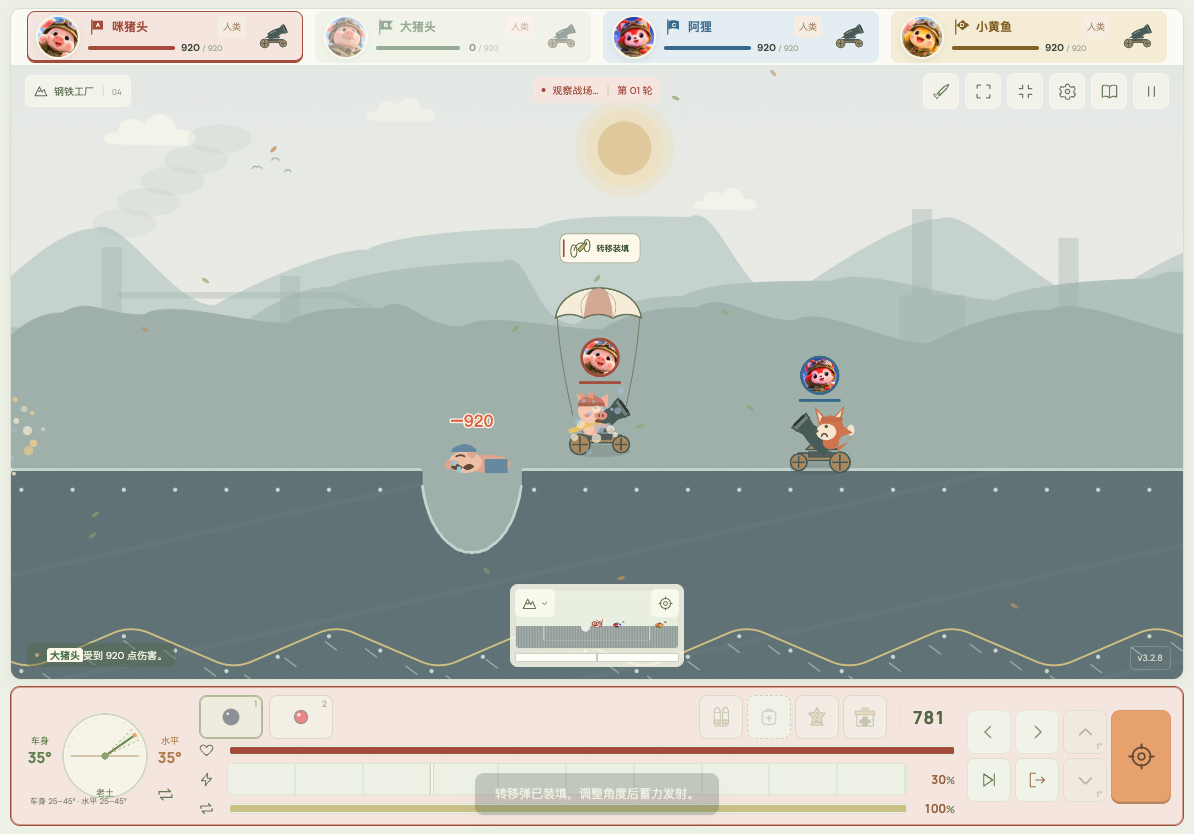 咪猪头 人类
920 / 920
大猪头 人类
0 / 920
阿狸 人类
920 / 920
小黄鱼 人类
920 / 920
钢铁工厂 04
观察战场... 第 01 轮
转移装填
−920
大猪头 受到 920 点伤害。
v3.2.8
车身
35°
水平
35°
老土
车身 25–45° · 水平 25–45°
1
2
781
30%
100%
1°
1°
转移弹已装填，调整角度后蓄力发射。